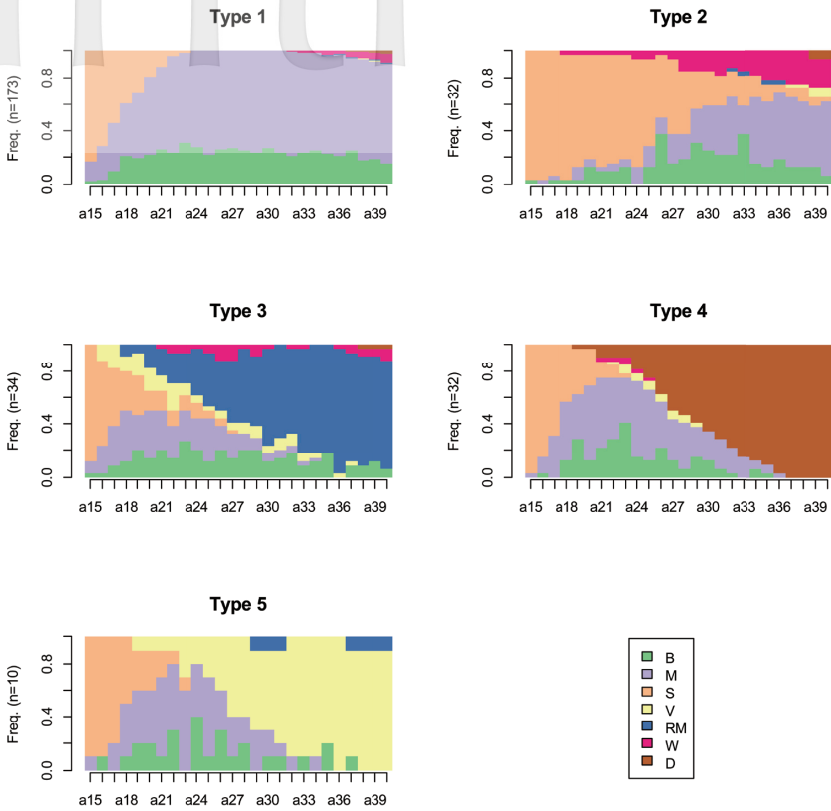 Type 1
Freq. (n=173)
0.0 0.4 0.8
a15 a18 a21 a24 a27 a30 a33 a36 a39
Type 2
Freq. (n=32)
0.0 0.4 0.8
a15 a18 a21 a24 a27 a30 a33 a36 a39
Type 3
Freq. (n=34)
0.0 0.4 0.8
a15 a18 a21 a24 a27 a30 a33 a36 a39
Type 4
Freq. (n=32)
0.0 0.4 0.8
a15 a18 a21 a24 a27 a30 a33 a36 a39
Type 5
Freq. (n=10)
0.0 0.4 0.8
a15 a18 a21 a24 a27 a30 a33 a36 a39
B
M
S
V
RM
W
D